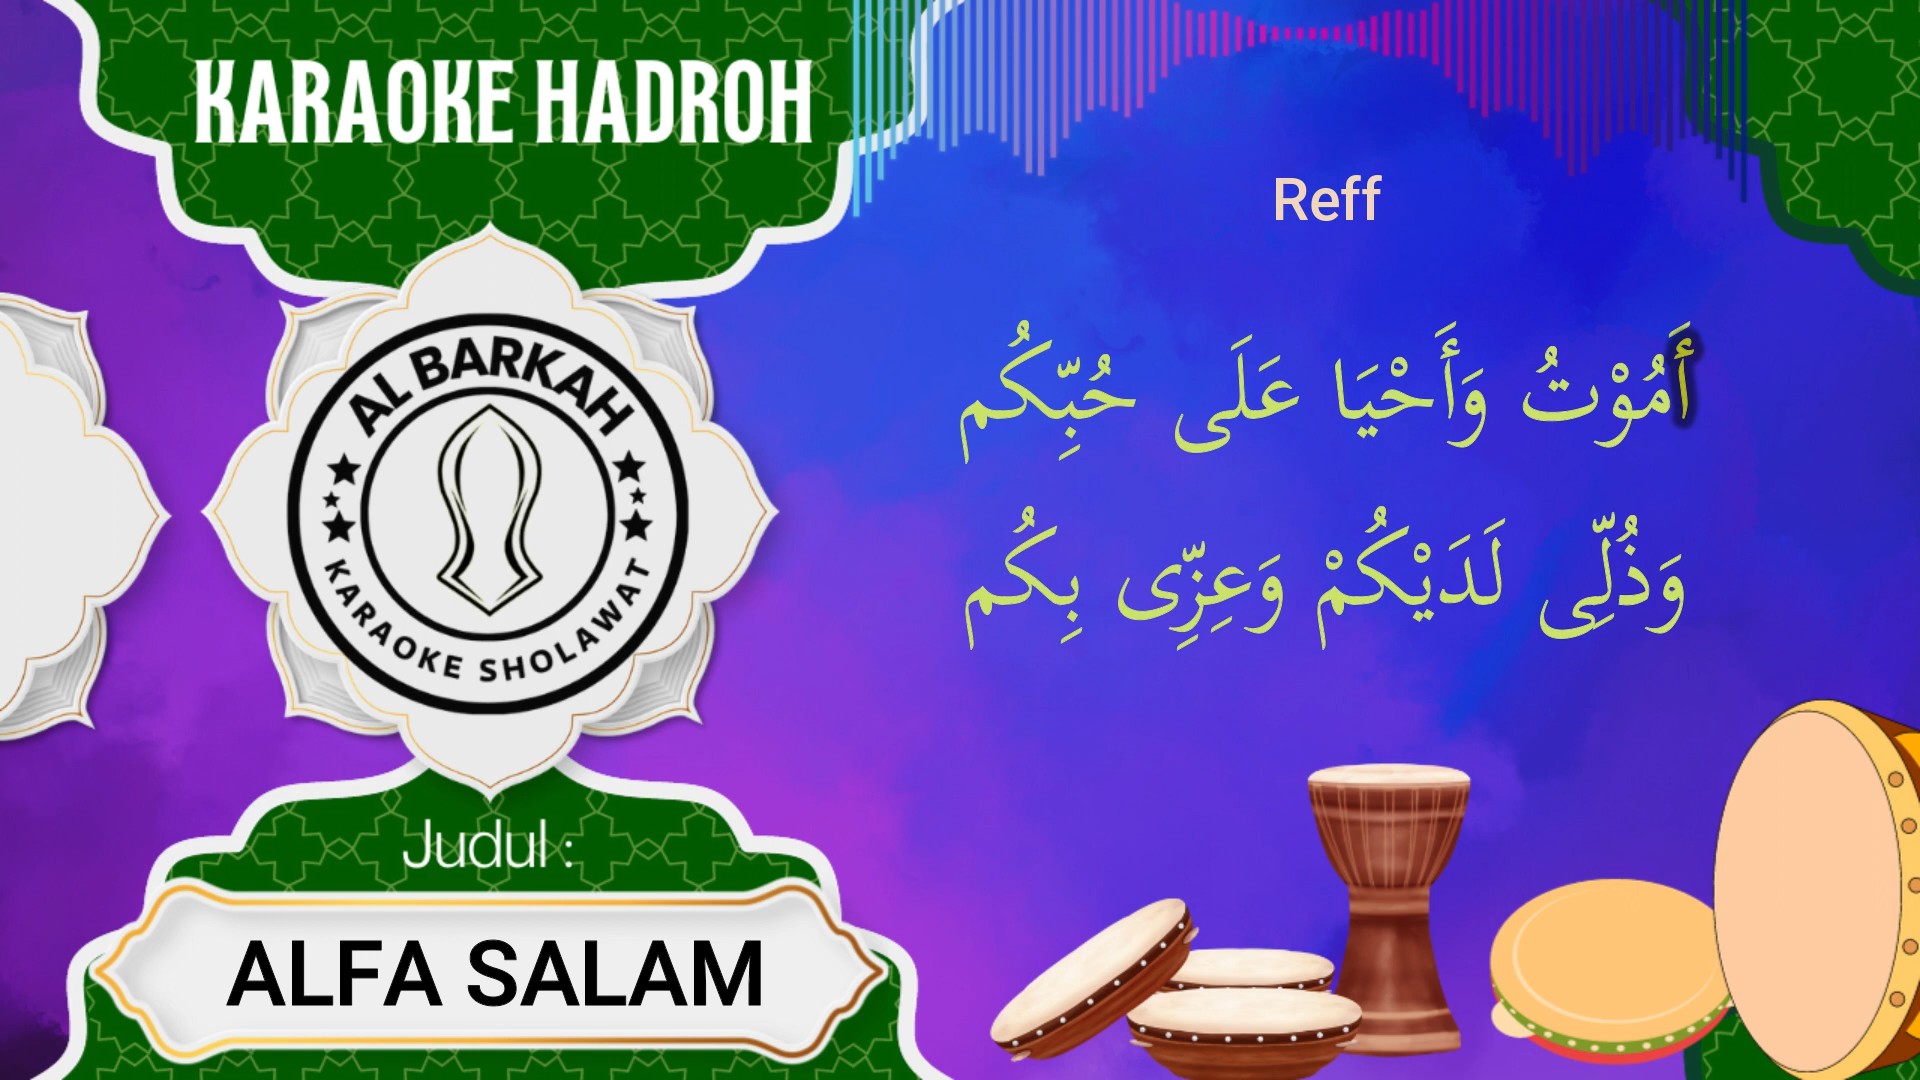 KARAOKE HADROH
AL BARKAH
KARAOKE SHOLAWAT
Judul :
ALFA SALAM
Reff
أَمُوْتُ وَأَحْيَا عَلَى حُبِّكُم
وَذُلِّى لَدَيْكُمْ وَعِزِّى بِكُم